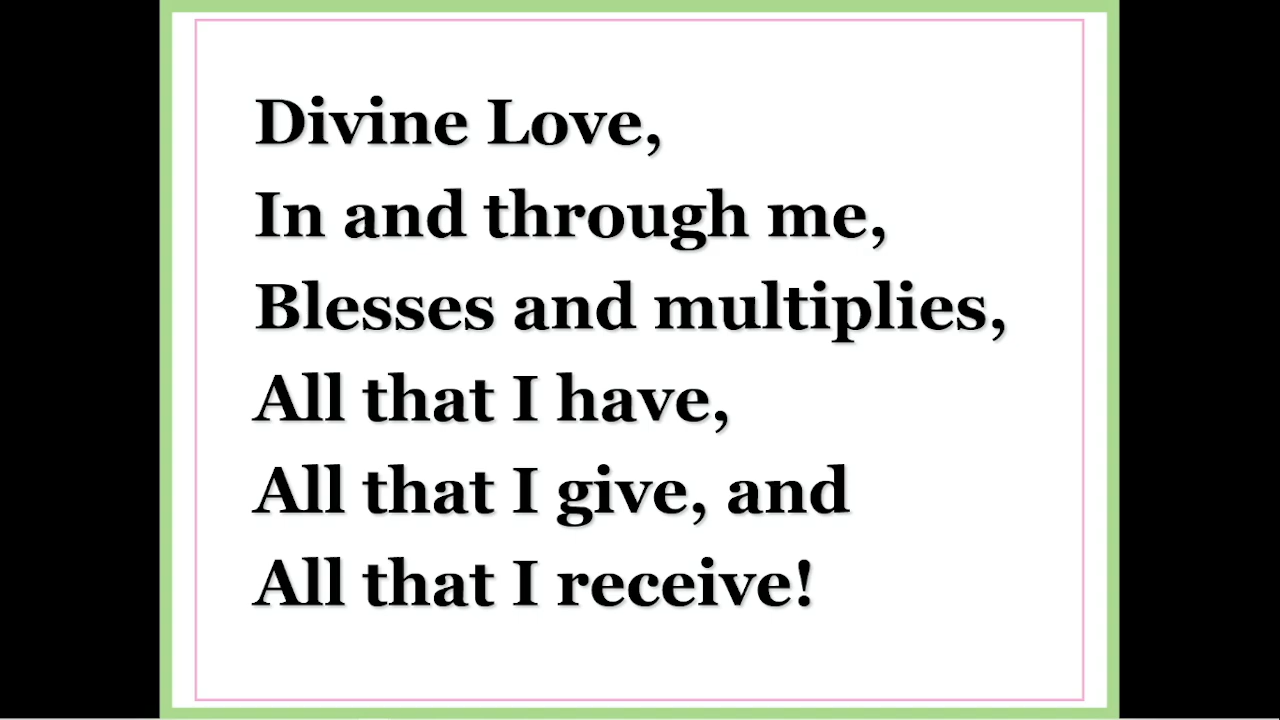 Divine Love,
In and through me,
Blesses and multiplies,
All that I have,
All that I give, and
All that I receive!